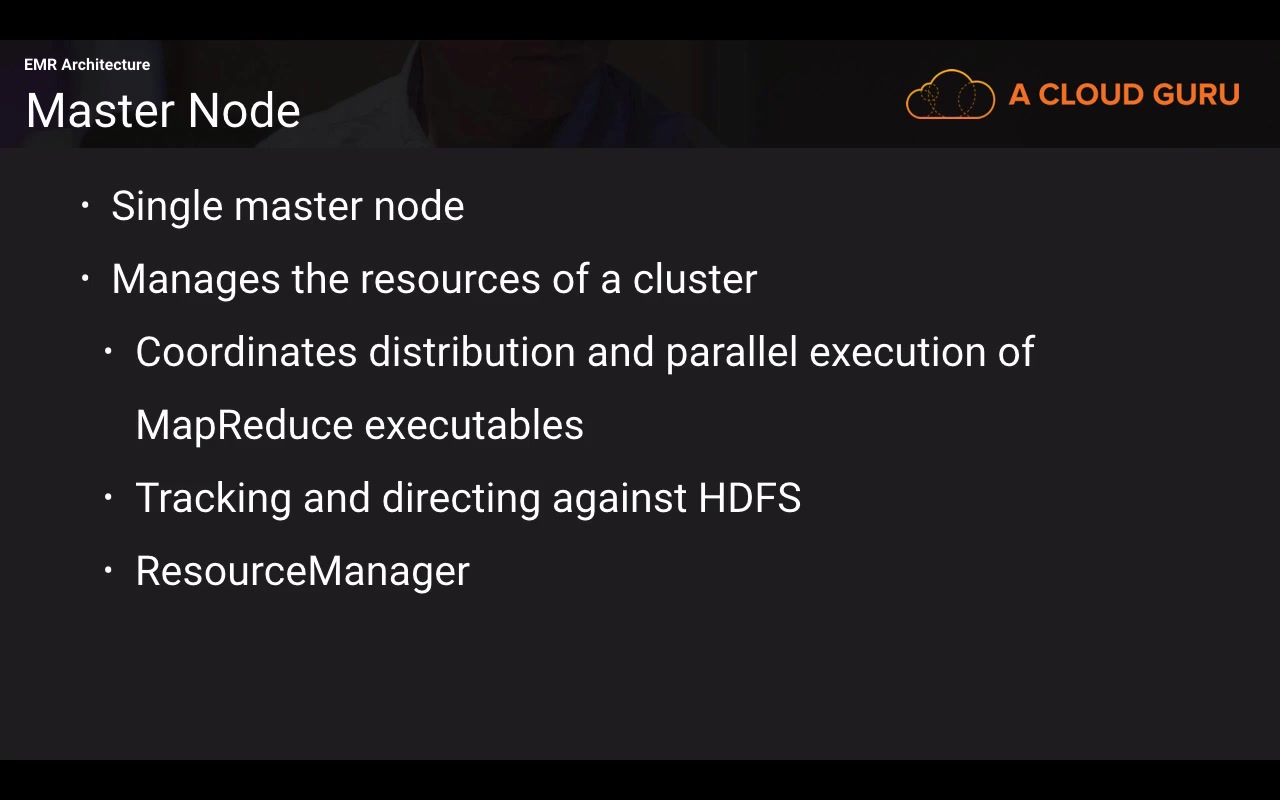 EMR Architecture
Master Node
A CLOUD GURU
• Single master node
• Manages the resources of a cluster
• Coordinates distribution and parallel execution of
MapReduce executables
• Tracking and directing against HDFS
• ResourceManager